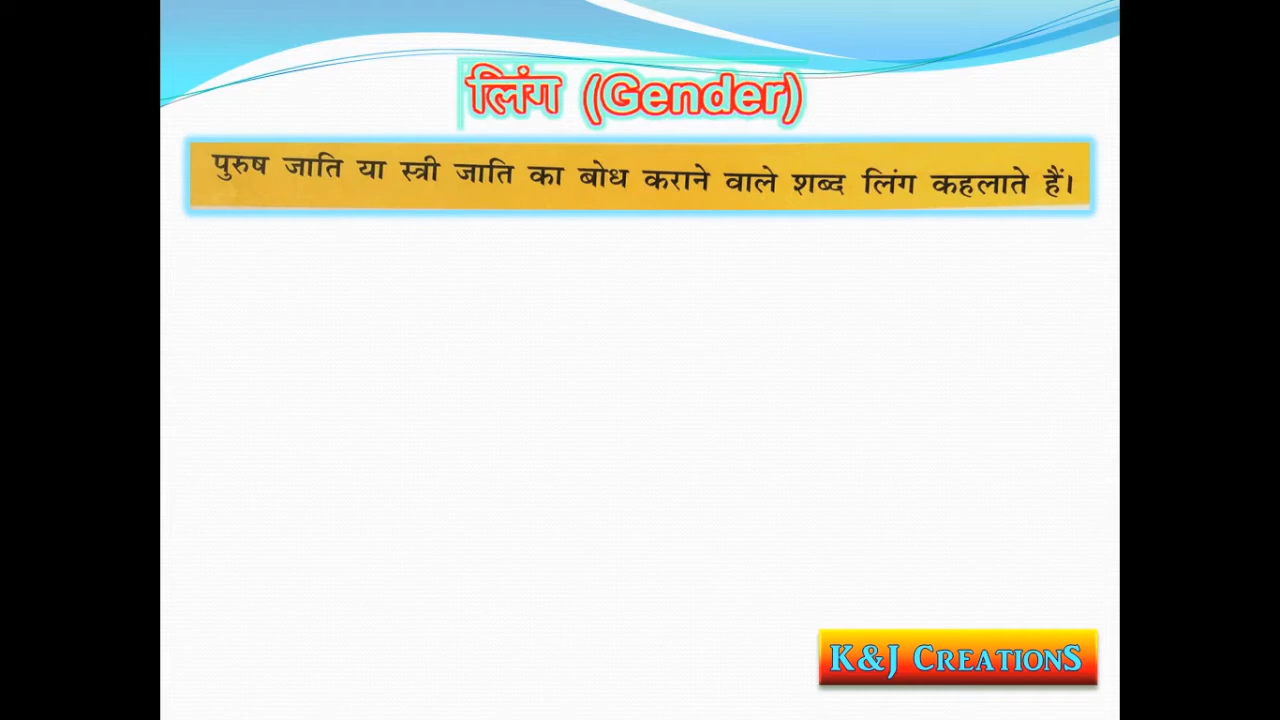 लिंग (Gender)
पुरुष जाति या स्त्री जाति का बोध कराने वाले शब्द लिंग कहलाते हैं।
K&J CREATIONS